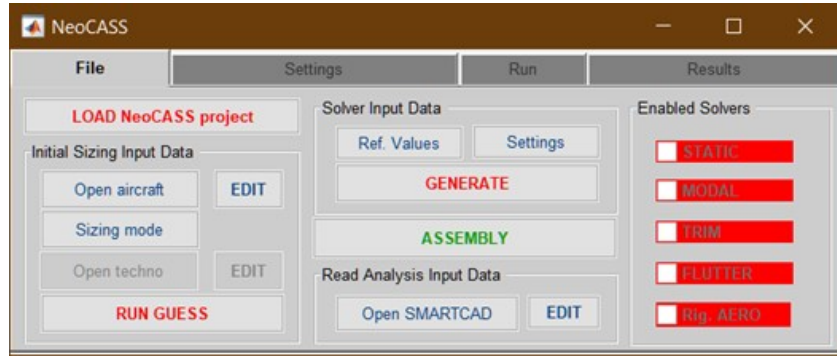 NeoCASS
File
Settings
Run
Results
LOAD NeoCASS project
Initial Sizing Input Data
Open aircraft
EDIT
Sizing mode
Open techno
EDIT
RUN GUESS
Solver Input Data
Ref. Values
Settings
GENERATE
ASSEMBLY
Read Analysis Input Data
Open SMARTCAD
EDIT
Enabled Solvers
STATIC
MODAL
TRIM
FLUTTER
Rig. AERO